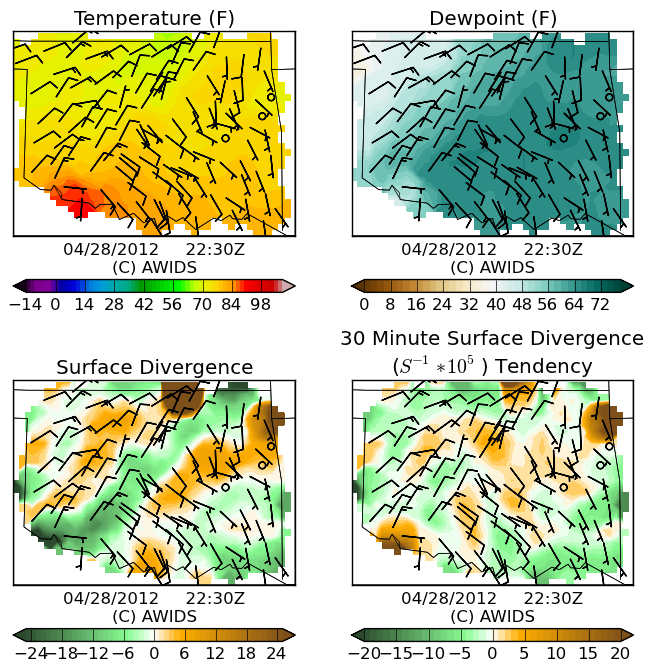 Temperature (F)
Dewpoint (F)
04/28/2012 22:30Z
(C) AWIDS
04/28/2012 22:30Z
(C) AWIDS
−14 0 14 28 42 56 70 84 98
0 8 16 24 32 40 48 56 64 72
Surface Divergence
30 Minute Surface Divergence
(S⁻¹ *10⁵ ) Tendency
04/28/2012 22:30Z
(C) AWIDS
04/28/2012 22:30Z
(C) AWIDS
−24 −18 −12 −6 0 6 12 18 24
−20 −15 −10 −5 0 5 10 15 20